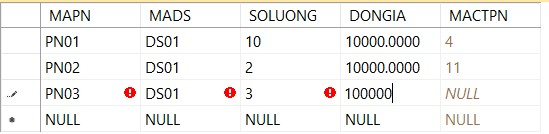 MAPN MADS SOLUONG DONGIA MACTPN
PN01 DS01 10 10000.0000 4
PN02 DS01 2 10000.0000 11
PN03 DS01 3 100000 NULL
NULL NULL NULL NULL NULL